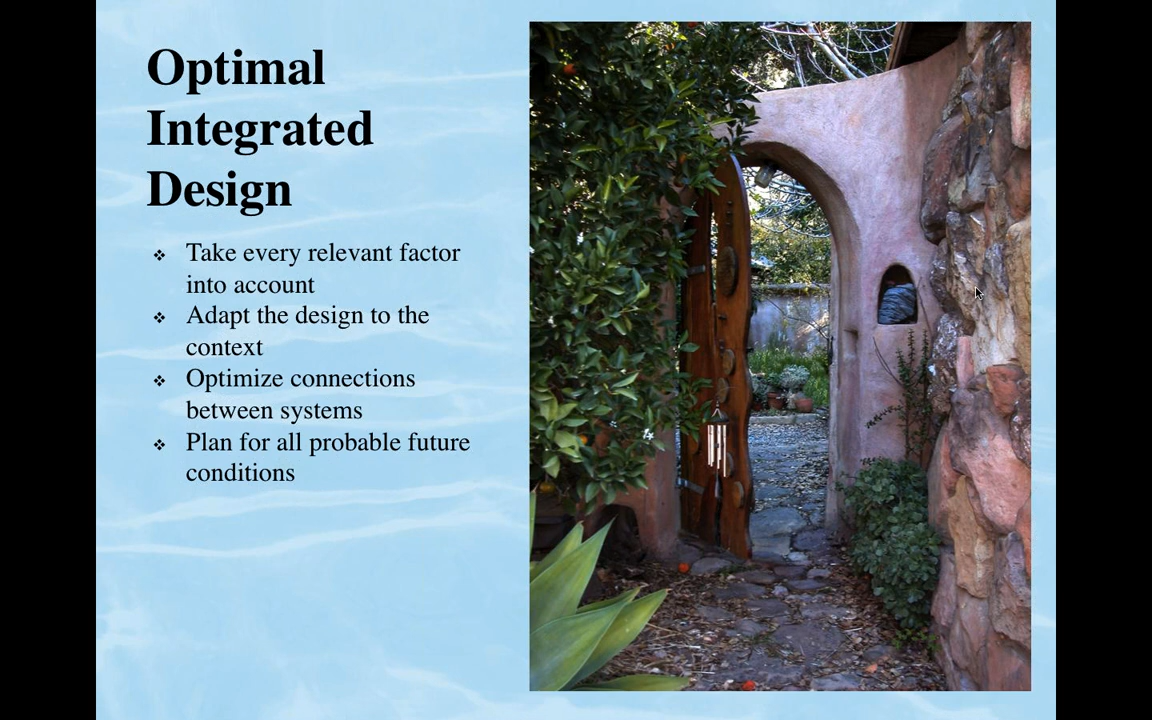 Optimal
Integrated
Design
❖ Take every relevant factor
into account
❖ Adapt the design to the
context
❖ Optimize connections
between systems
❖ Plan for all probable future
conditions